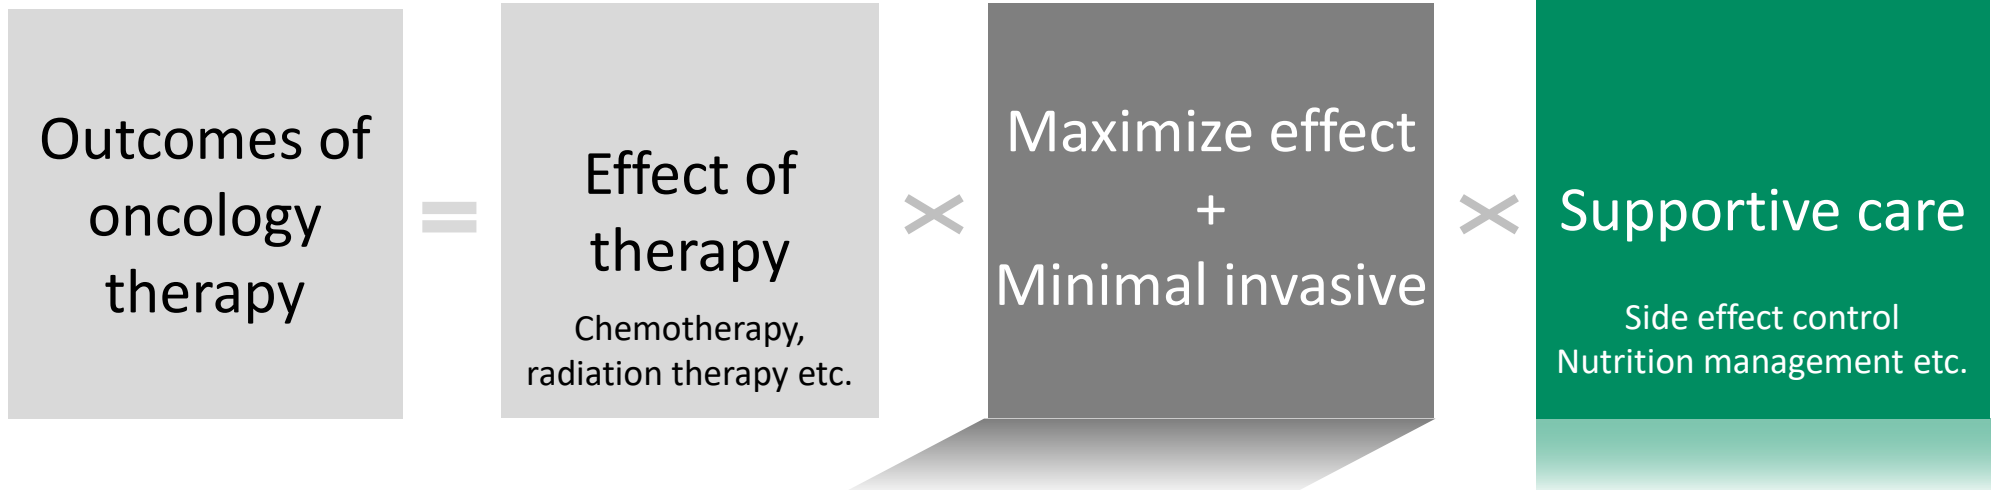 Outcomes of
oncology
therapy
=
Effect of
therapy
Chemotherapy,
radiation therapy etc.
×
Maximize effect
+
Minimal invasive
×
Supportive care
Side effect control
Nutrition management etc.